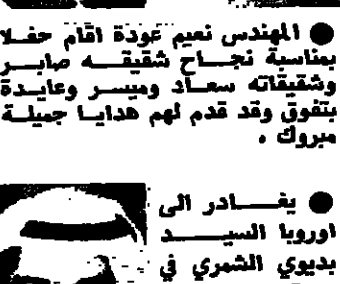 ● المهندس نعيم عودة اقام حفلا
بمناسبة نجاح شقيقه صابر
وشقيقاته سعاد وميسر وعايدة
بتفوق وقد قدم لهم هدايا جميلة
مبروك .
● يغادر الى
اوروبا السيد
بديوي الشمري في